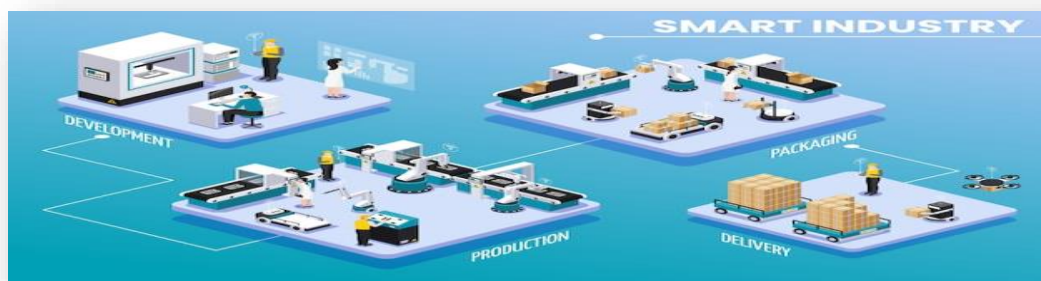 SMART INDUSTRY
DEVELOPMENT
PACKAGING
PRODUCTION
DELIVERY